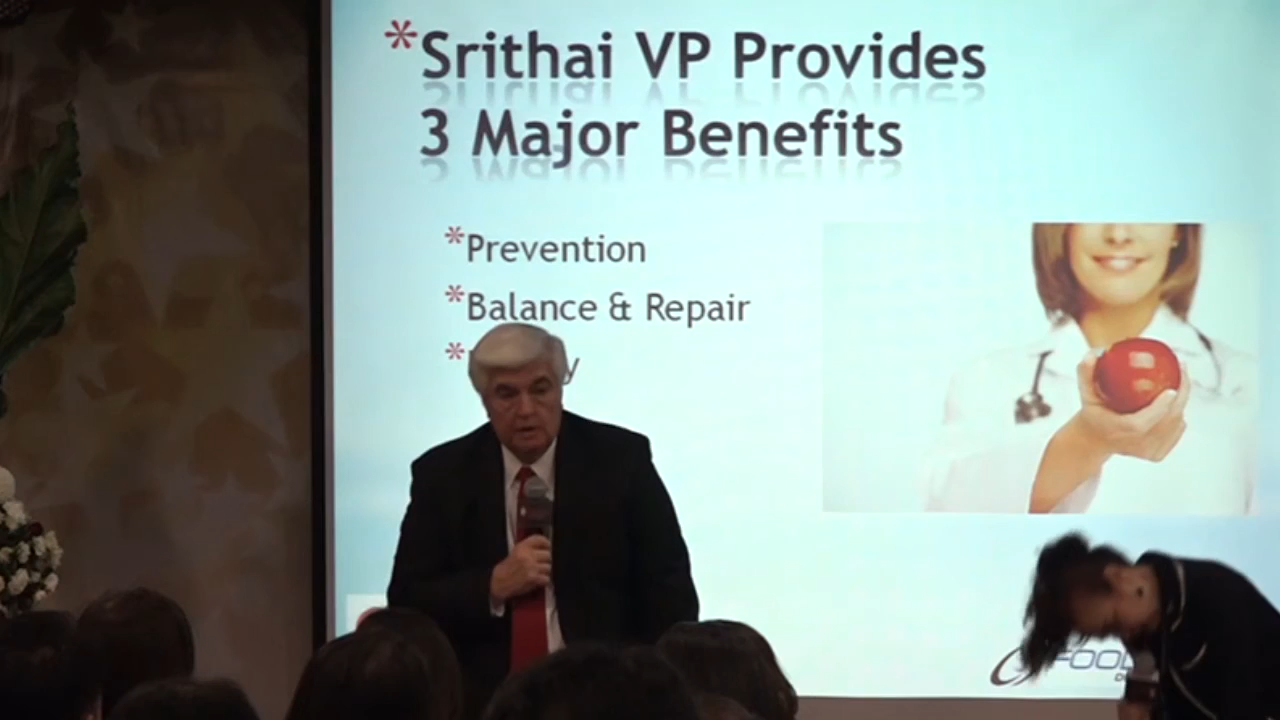 *Srithai VP Provides
3 Major Benefits
*Prevention
*Balance & Repair
*